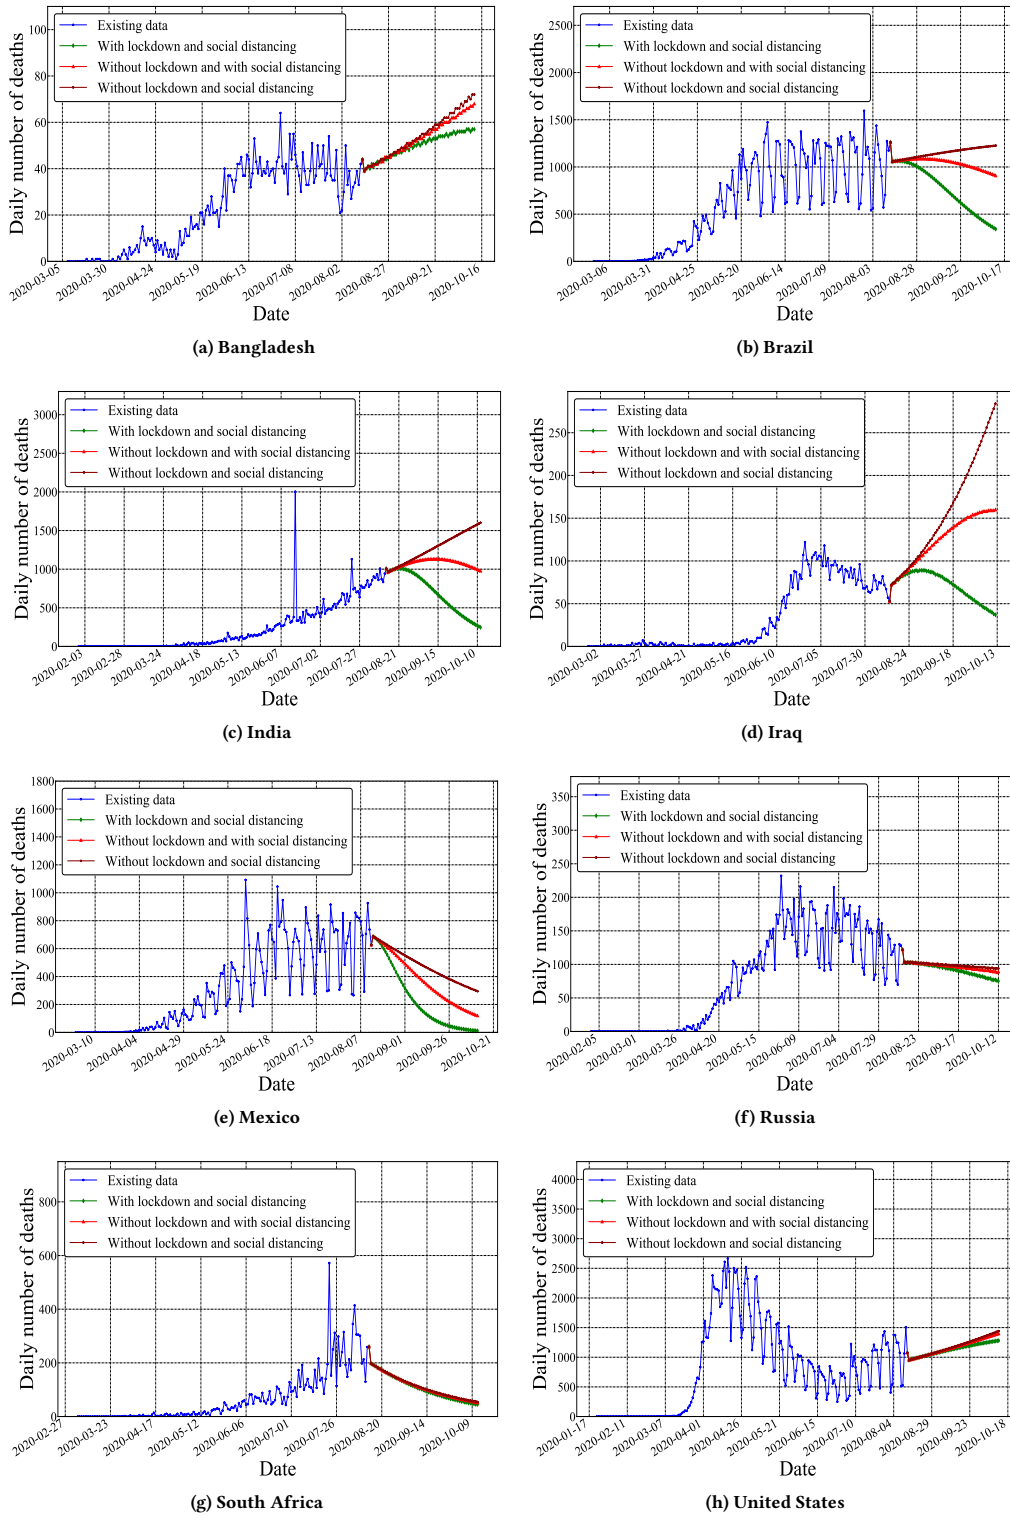 Daily number of deaths
100
80
60
40
20
0
Existing data
With lockdown and social distancing
Without lockdown and with social distancing
Without lockdown and social distancing
2020-03-05
2020-03-30
2020-04-24
2020-05-19
2020-06-13
2020-07-08
2020-08-02
2020-08-27
2020-09-21
2020-10-16
Date
(a) Bangladesh
Daily number of deaths
2500
2000
1500
1000
500
0
Existing data
With lockdown and social distancing
Without lockdown and with social distancing
Without lockdown and social distancing
2020-03-06
2020-03-31
2020-04-25
2020-05-20
2020-06-14
2020-07-09
2020-08-03
2020-08-28
2020-09-22
2020-10-17
Date
(b) Brazil
Daily number of deaths
3000
2500
2000
1500
1000
500
0
Existing data
With lockdown and social distancing
Without lockdown and with social distancing
Without lockdown and social distancing
2020-02-03
2020-02-28
2020-03-24
2020-04-18
2020-05-13
2020-06-07
2020-07-02
2020-07-27
2020-08-21
2020-09-15
2020-10-10
Date
(c) India
Daily number of deaths
250
200
150
100
50
0
Existing data
With lockdown and social distancing
Without lockdown and with social distancing
Without lockdown and social distancing
2020-03-02
2020-03-27
2020-04-21
2020-05-16
2020-06-10
2020-07-05
2020-07-30
2020-08-24
2020-09-18
2020-10-13
Date
(d) Iraq
Daily number of deaths
1800
1600
1400
1200
1000
800
600
400
200
0
Existing data
With lockdown and social distancing
Without lockdown and with social distancing
Without lockdown and social distancing
2020-03-10
2020-04-04
2020-04-29
2020-05-24
2020-06-18
2020-07-13
2020-08-07
2020-09-01
2020-09-26
2020-10-21
Date
(e) Mexico
Daily number of deaths
350
300
250
200
150
100
50
0
Existing data
With lockdown and social distancing
Without lockdown and with social distancing
Without lockdown and social distancing
2020-02-05
2020-03-01
2020-03-26
2020-04-20
2020-05-15
2020-06-09
2020-07-04
2020-07-29
2020-08-23
2020-09-17
2020-10-12
Date
(f) Russia
Daily number of deaths
800
600
400
200
0
Existing data
With lockdown and social distancing
Without lockdown and with social distancing
Without lockdown and social distancing
2020-02-27
2020-03-23
2020-04-17
2020-05-12
2020-06-06
2020-07-01
2020-07-26
2020-08-20
2020-09-14
2020-10-09
Date
(g) South Africa
Daily number of deaths
4000
3500
3000
2500
2000
1500
1000
500
0
Existing data
With lockdown and social distancing
Without lockdown and with social distancing
Without lockdown and social distancing
2020-01-17
2020-02-11
2020-03-07
2020-04-01
2020-04-26
2020-05-21
2020-06-15
2020-07-10
2020-08-04
2020-08-29
2020-09-23
2020-10-18
Date
(h) United States